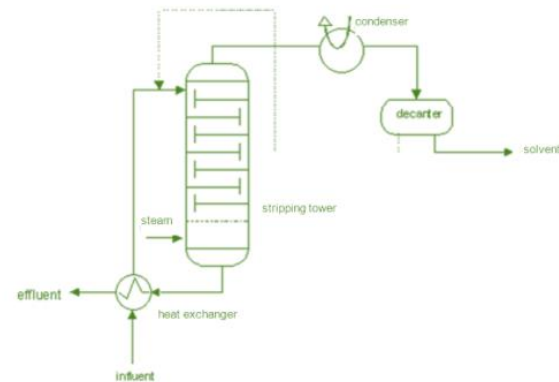 condenser
decanter
solvent
stripping tower
steam
effluent
heat exchanger
influent